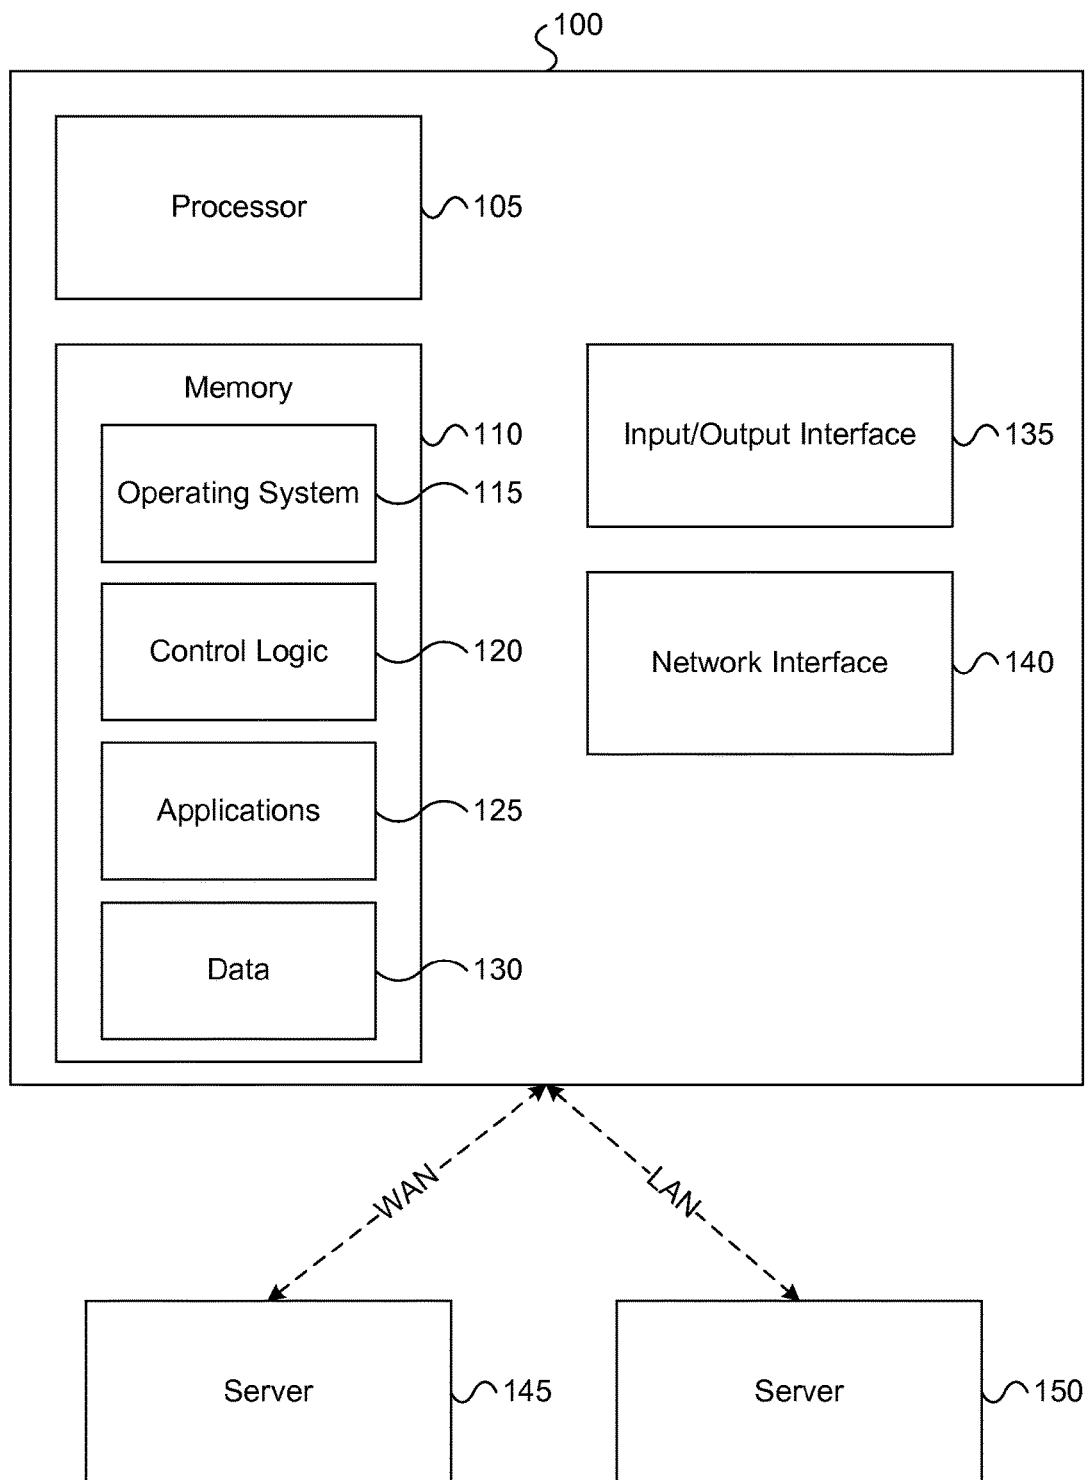 100
Processor
105
Memory
110
Operating System
115
Control Logic
120
Applications
125
Data
130
Input/Output Interface
135
Network Interface
140
WAN
LAN
Server
145
Server
150